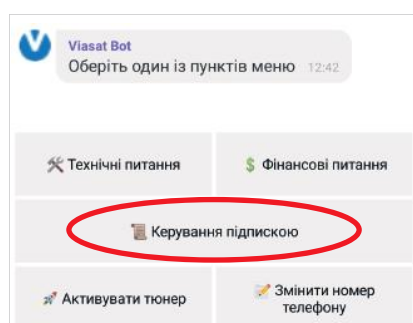 Viasat Bot
Оберіть один із пунктів меню 12:42
🛠 Технічні питання
💲 Фінансові питання
📜 Керування підпискою
🚀 Активувати тюнер
📝 Змінити номер
телефону